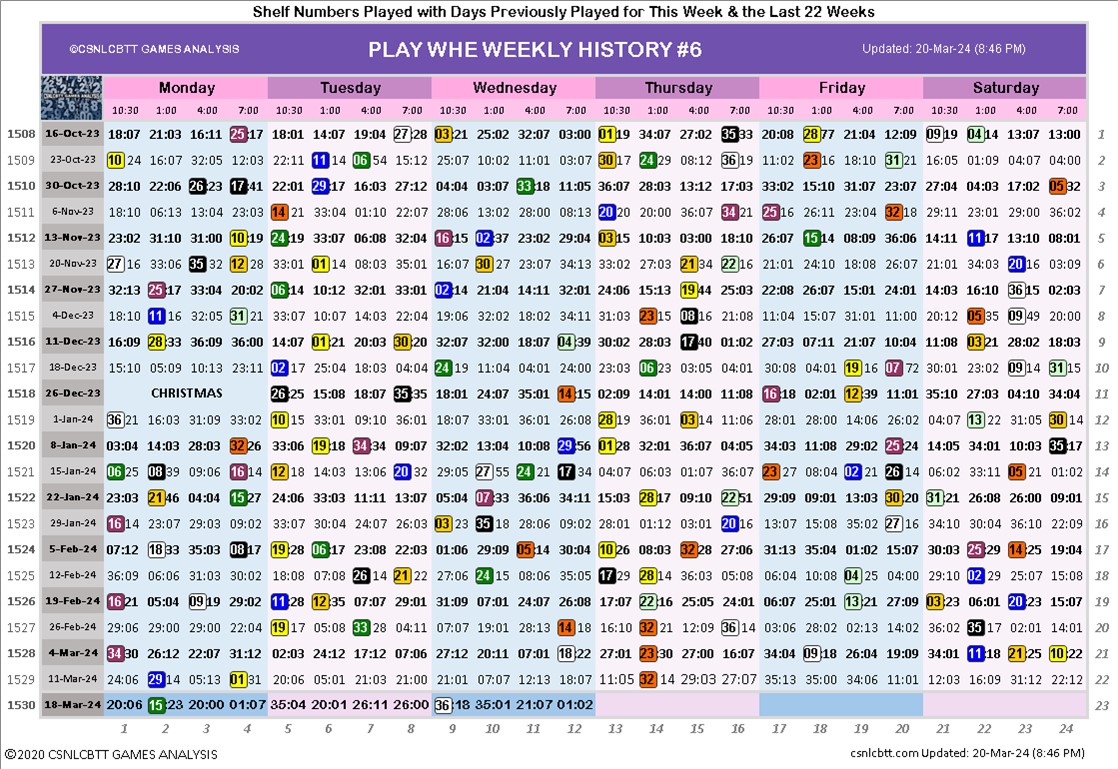 Shelf Numbers Played with Days Previously Played for This Week & the Last 22 Weeks
©CSNLCBTT GAMES ANALYSIS PLAY WHE WEEKLY HISTORY #6 Updated: 20-Mar-24 (8:46 PM)
Monday Tuesday Wednesday Thursday Friday Saturday
10:30 1:00 4:00 7:00 10:30 1:00 4:00 7:00 10:30 1:00 4:00 7:00 10:30 1:00 4:00 7:00 10:30 1:00 4:00 7:00 10:30 1:00 4:00 7:00
1508 16-Oct-23 18:07 21:03 16:11 25:17 18:01 14:07 19:04 27:28 03:21 25:02 32:07 03:00 01:19 34:07 27:02 35:33 20:08 28:77 21:04 12:09 09:19 04:14 13:07 13:00 1
1509 23-Oct-23 10:24 16:07 32:05 12:03 22:11 06:14 06:54 15:12 25:07 10:02 11:01 03:07 30:17 24:29 08:12 36:19 11:02 23:16 18:10 31:21 16:05 01:09 04:07 04:00 2
1510 30-Oct-23 28:10 22:06 26:23 17:41 22:01 29:17 16:03 27:12 04:04 03:07 33:18 11:05 36:07 28:03 13:12 17:03 33:02 15:10 31:07 23:07 27:04 04:03 17:02 05:32 3
1511 6-Nov-23 18:10 06:13 13:04 23:03 14:21 33:04 01:10 22:07 28:06 13:02 28:00 08:13 20:20 20:00 36:07 34:21 25:16 26:11 23:04 32:18 29:11 23:01 29:00 36:02 4
1512 13-Nov-23 23:02 31:10 31:00 10:19 24:19 33:07 06:08 32:04 16:15 02:37 23:02 29:04 03:15 10:03 03:00 18:10 26:07 15:14 08:09 36:06 14:11 11:17 13:10 08:01 5
1513 20-Nov-23 27:16 33:06 35:32 12:28 33:01 01:14 08:03 35:01 16:07 30:27 23:07 34:13 33:02 27:03 21:34 22:16 21:01 24:10 18:08 26:07 21:01 34:03 20:16 03:09 6
1514 27-Nov-23 32:13 25:17 33:04 20:02 06:14 10:12 32:01 33:01 02:14 21:04 14:11 32:01 24:06 15:13 19:44 25:03 22:08 26:07 15:01 24:01 14:03 16:07 36:15 02:03 7
1515 4-Dec-23 18:10 11:16 32:05 31:21 33:07 10:07 14:03 22:04 19:06 34:07 03:01 22:01 31:03 23:15 08:16 21:08 11:04 15:07 31:01 11:00 20:12 05:35 09:49 20:00 8
1516 11-Dec-23 16:09 28:33 36:09 36:00 14:07 01:21 20:03 30:20 32:07 32:00 18:07 04:39 30:02 28:03 17:40 01:02 27:03 07:11 21:07 10:04 11:08 03:21 28:02 18:03 9
1517 18-Dec-23 15:10 05:09 10:13 23:11 02:17 25:04 18:03 04:04 24:19 11:04 04:01 24:00 23:03 06:14 03:05 04:01 30:08 29:11 19:16 07:72 30:01 23:02 09:14 31:15 10
1518 26-Dec-23 CHRISTMAS 26:25 15:08 18:07 35:35 18:01 24:07 35:01 14:15 02:09 14:01 14:00 11:08 16:18 02:01 12:39 11:01 35:10 27:03 04:10 34:04 11
1519 1-Jan-24 36:21 16:03 31:09 33:02 10:15 33:01 09:10 36:01 32:07 31:02 09:01 34:01 28:19 12:06 03:14 11:06 28:01 28:00 35:05 34:02 04:07 13:22 31:05 30:14 12
1520 8-Jan-24 03:04 14:03 28:03 32:26 33:06 19:18 34:34 09:07 32:02 13:04 10:08 29:56 01:28 32:01 36:07 04:05 34:03 11:08 29:02 25:24 14:05 34:01 10:03 35:17 13
1521 15-Jan-24 06:25 08:39 09:06 16:14 12:18 14:03 13:06 20:32 29:05 27:55 24:21 17:34 04:07 06:03 01:07 36:07 23:27 08:04 02:21 26:14 06:02 33:11 05:21 01:02 14
1522 22-Jan-24 23:03 21:46 04:04 15:27 24:06 33:03 11:11 13:07 05:04 07:33 36:06 34:11 15:03 28:17 09:10 22:51 29:09 09:01 09:00 30:20 31:21 26:08 26:00 09:01 15
1523 29-Jan-24 16:14 23:07 29:03 09:02 33:07 30:04 24:07 26:03 03:23 35:18 28:06 09:02 28:01 01:12 03:01 20:16 13:07 15:08 35:02 27:16 34:10 30:04 36:10 22:09 16
1524 5-Feb-24 07:12 18:33 35:03 08:17 19:28 06:17 23:08 22:03 01:06 29:09 05:14 30:04 10:26 08:03 32:28 27:06 31:13 35:04 01:02 15:07 30:03 25:29 14:25 19:04 17
1525 12-Feb-24 36:09 06:06 31:03 30:02 18:08 07:08 26:14 21:22 27:06 24:15 08:06 35:05 17:29 28:14 36:03 05:08 06:04 10:08 04:25 04:00 29:10 02:29 25:07 15:08 18
1526 19-Feb-24 16:21 05:04 09:19 29:02 11:28 12:35 07:07 29:01 31:09 07:01 24:07 26:08 17:07 22:16 25:05 24:01 06:07 25:01 13:21 27:09 03:23 06:01 20:23 15:07 19
1527 26-Feb-24 29:06 29:00 29:00 22:04 19:17 05:08 33:28 04:11 07:07 19:01 28:13 14:18 16:14 32:21 12:09 36:14 03:06 28:02 02:13 14:02 36:02 35:17 02:01 14:01 20
1528 4-Mar-24 34:30 26:12 22:07 31:12 02:03 24:12 17:12 07:06 27:12 20:11 07:01 18:22 27:01 23:30 27:00 16:07 34:04 09:18 26:04 19:09 34:01 11:18 21:25 10:22 21
1529 11-Mar-24 24:06 29:14 05:13 01:31 20:06 05:01 21:03 21:00 21:01 07:07 12:13 18:07 11:05 32:14 29:03 27:07 35:13 35:00 34:06 11:01 12:03 16:09 31:12 22:12 22
1530 18-Mar-24 20:06 15:23 20:00 01:07 35:04 20:01 26:11 26:00 36:18 35:01 21:07 01:02 23
1 2 3 4 5 6 7 8 9 10 11 12 13 14 15 16 17 18 19 20 21 22 23 24
©2020 CSNLCBTT GAMES ANALYSIS csnlcbtt.com Updated: 20-Mar-24 (8:46 PM)